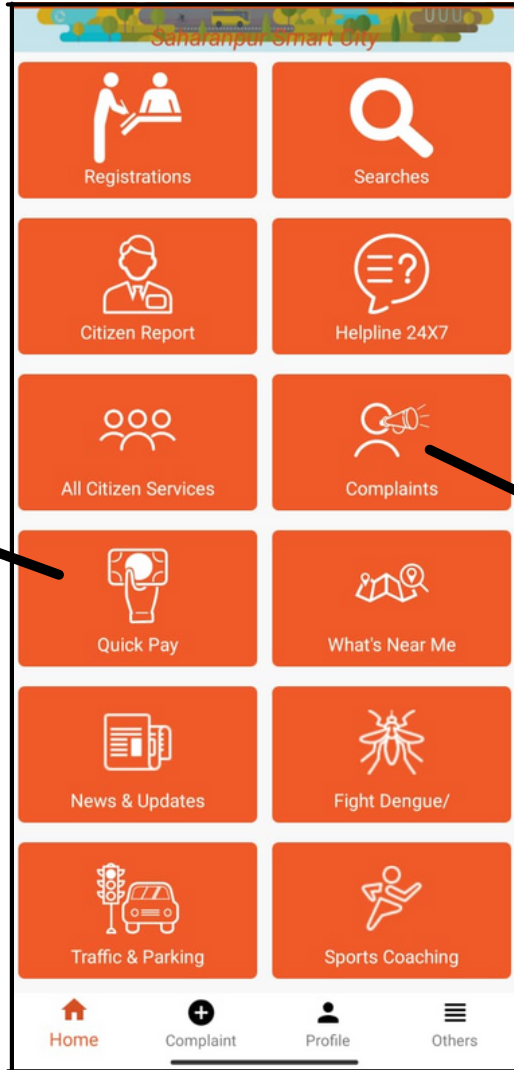 Saharanpur Smart City
Registrations
Searches
Citizen Report
Helpline 24X7
All Citizen Services
Complaints
Quick Pay
What's Near Me
News & Updates
Fight Dengue/
Traffic & Parking
Sports Coaching
Home
Complaint
Profile
Others